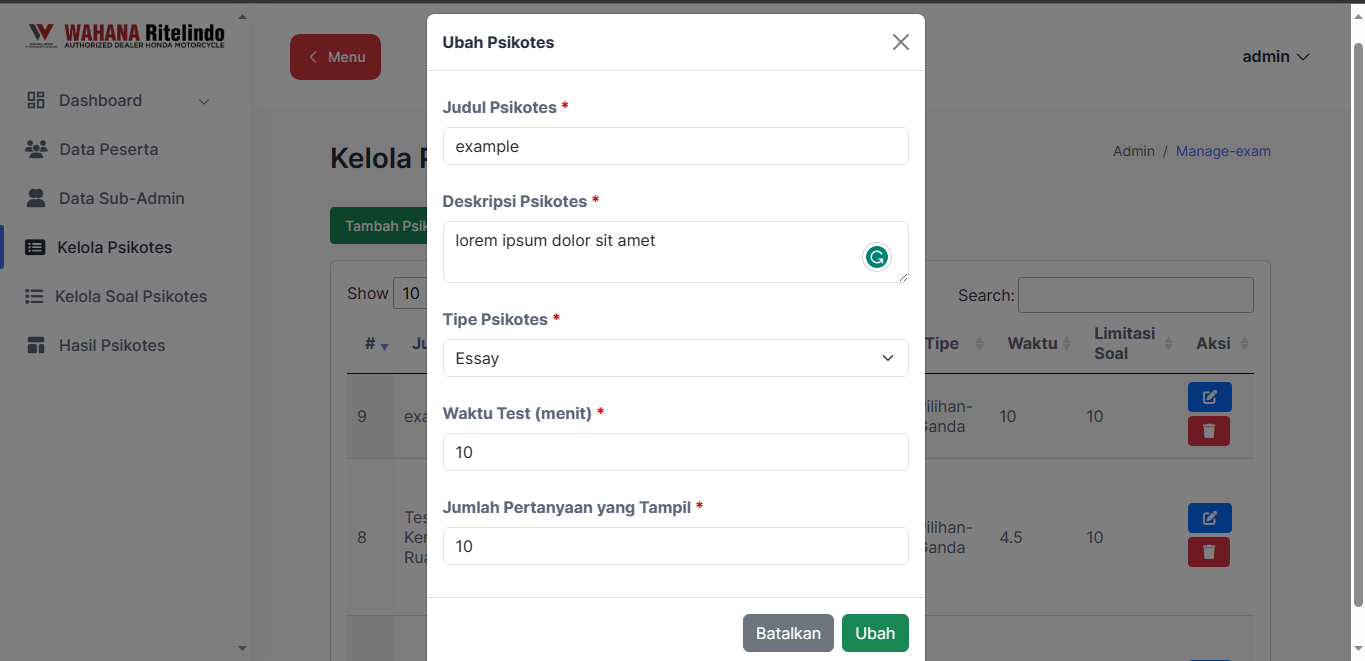 WAHANA Ritelindo
AUTHORIZED DEALER HONDA MOTORCYCLE
Menu
admin
Dashboard
Data Peserta
Data Sub-Admin
Kelola Psikotes
Kelola Soal Psikotes
Hasil Psikotes
Kelola P
Admin / Manage-exam
Tambah Psik
Show 10
Search:
# Ju
Tipe Waktu Limitasi
Soal
Aksi
9 exa
ilihan-
Ganda
10 10
8
Tes
Ker
Rua
ilihan-
Ganda
4.5 10
Ubah Psikotes
Judul Psikotes *
example
Deskripsi Psikotes *
lorem ipsum dolor sit amet
Tipe Psikotes *
Essay
Waktu Test (menit) *
10
Jumlah Pertanyaan yang Tampil *
10
Batalkan Ubah